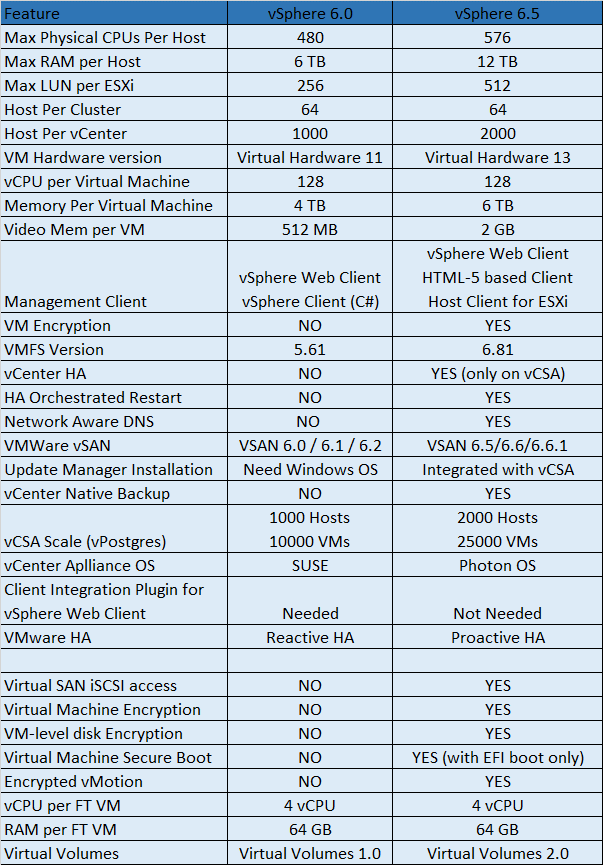 Feature vSphere 6.0 vSphere 6.5
Max Physical CPUs Per Host 480 576
Max RAM per Host 6 TB 12 TB
Max LUN per ESXi 256 512
Host Per Cluster 64 64
Host Per vCenter 1000 2000
VM Hardware version Virtual Hardware 11 Virtual Hardware 13
vCPU per Virtual Machine 128 128
Memory Per Virtual Machine 4 TB 6 TB
Video Mem per VM 512 MB 2 GB
vSphere Web Client
vSphere Web Client HTML-5 based Client
Management Client vSphere Client (C#) Host Client for ESXi
VM Encryption NO YES
VMFS Version 5.61 6.81
vCenter HA NO YES (only on vCSA)
HA Orchestrated Restart NO YES
Network Aware DNS NO YES
VMWare vSAN VSAN 6.0 / 6.1 / 6.2 VSAN 6.5/6.6/6.6.1
Update Manager Installation Need Windows OS Integrated with vCSA
vCenter Native Backup NO YES
1000 Hosts 2000 Hosts
vCSA Scale (vPostgres) 10000 VMs 25000 VMs
vCenter Aplliance OS SUSE Photon OS
Client Integration Plugin for
vSphere Web Client Needed Not Needed
VMware HA Reactive HA Proactive HA
Virtual SAN iSCSI access NO YES
Virtual Machine Encryption NO YES
VM-level disk Encryption NO YES
Virtual Machine Secure Boot NO YES (with EFI boot only)
Encrypted vMotion NO YES
vCPU per FT VM 4 vCPU 4 vCPU
RAM per FT VM 64 GB 64 GB
Virtual Volumes Virtual Volumes 1.0 Virtual Volumes 2.0